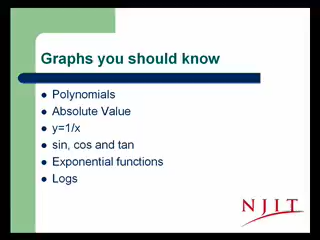 Graphs you should know
Polynomials
Absolute Value
y=1/x
sin, cos and tan
Exponential functions
Logs
NJIT